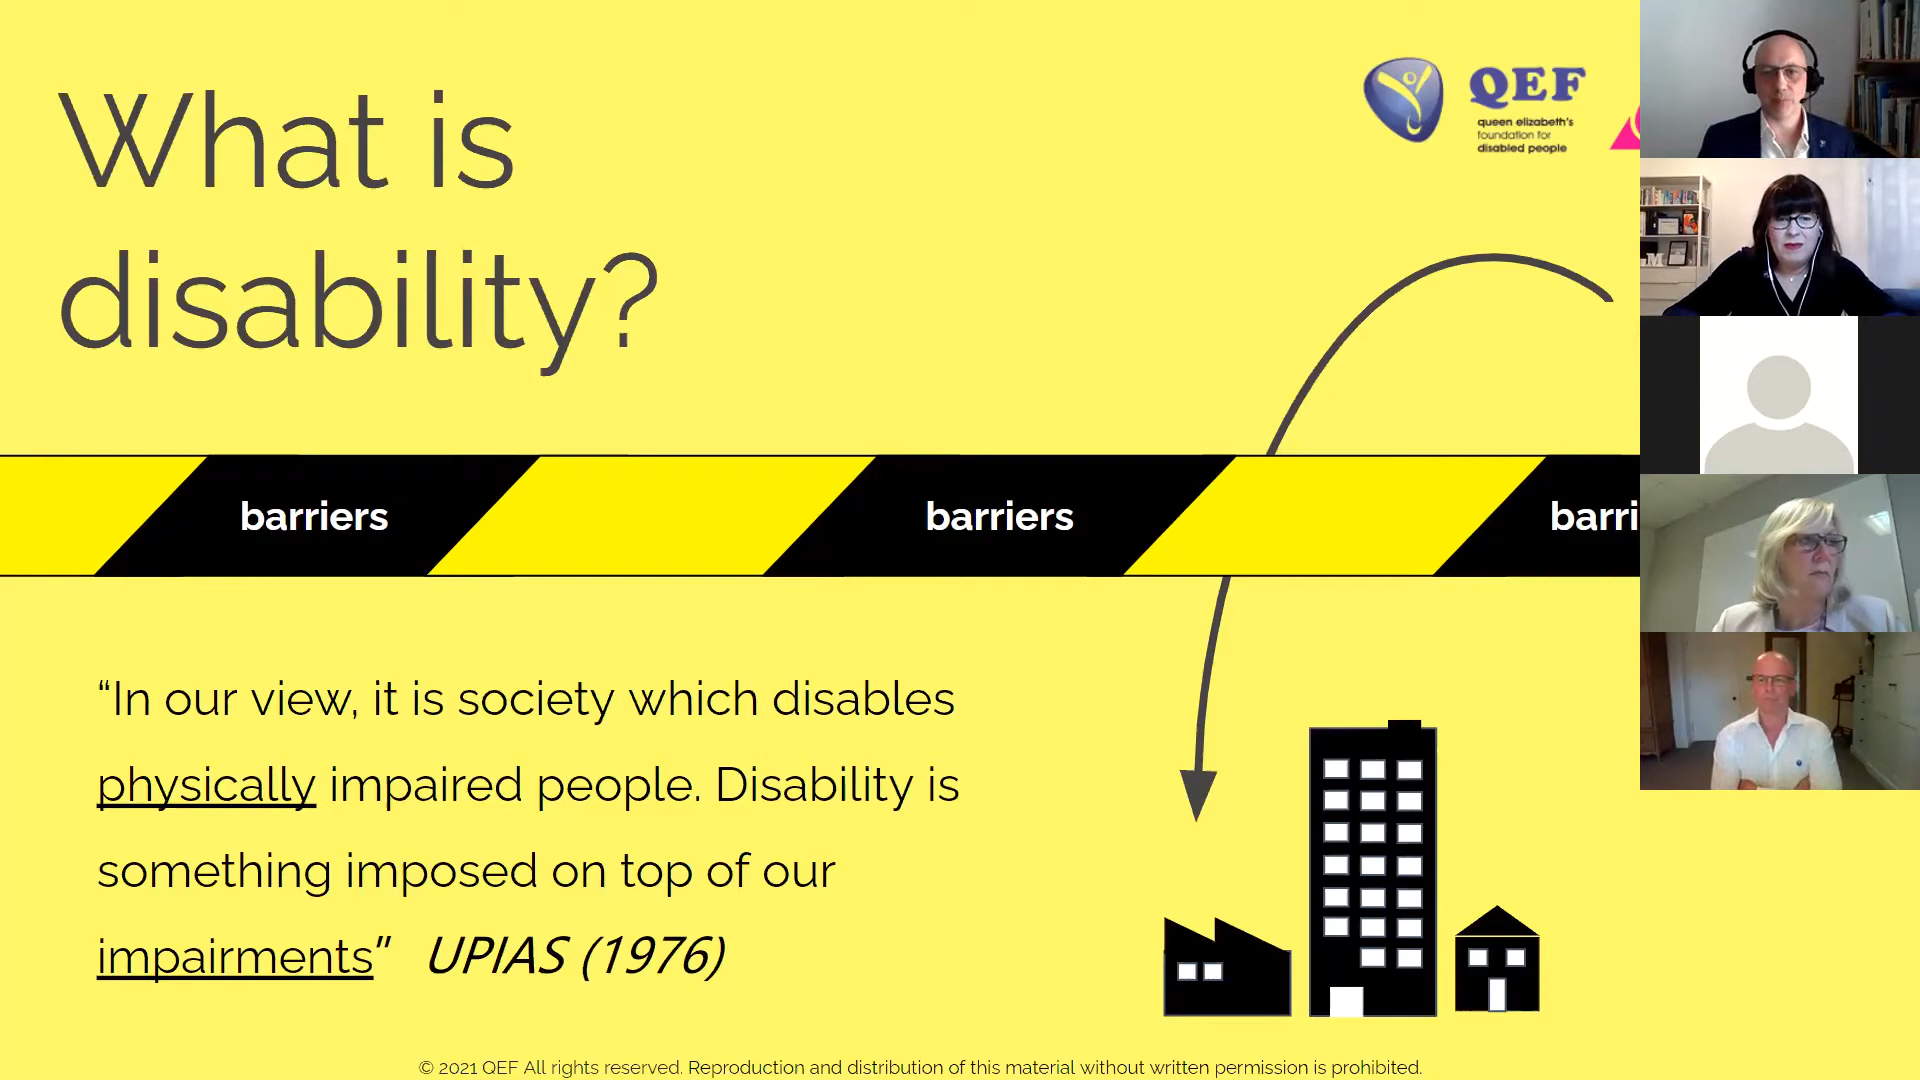 What is
disability?
QEF
queen elizabeth's
foundation for
disabled people
barriers
barriers
barri
“In our view, it is society which disables
physically impaired people. Disability is
something imposed on top of our
impairments” UPIAS (1976)
© 2021 QEF All rights reserved. Reproduction and distribution of this material without written permission is prohibited.